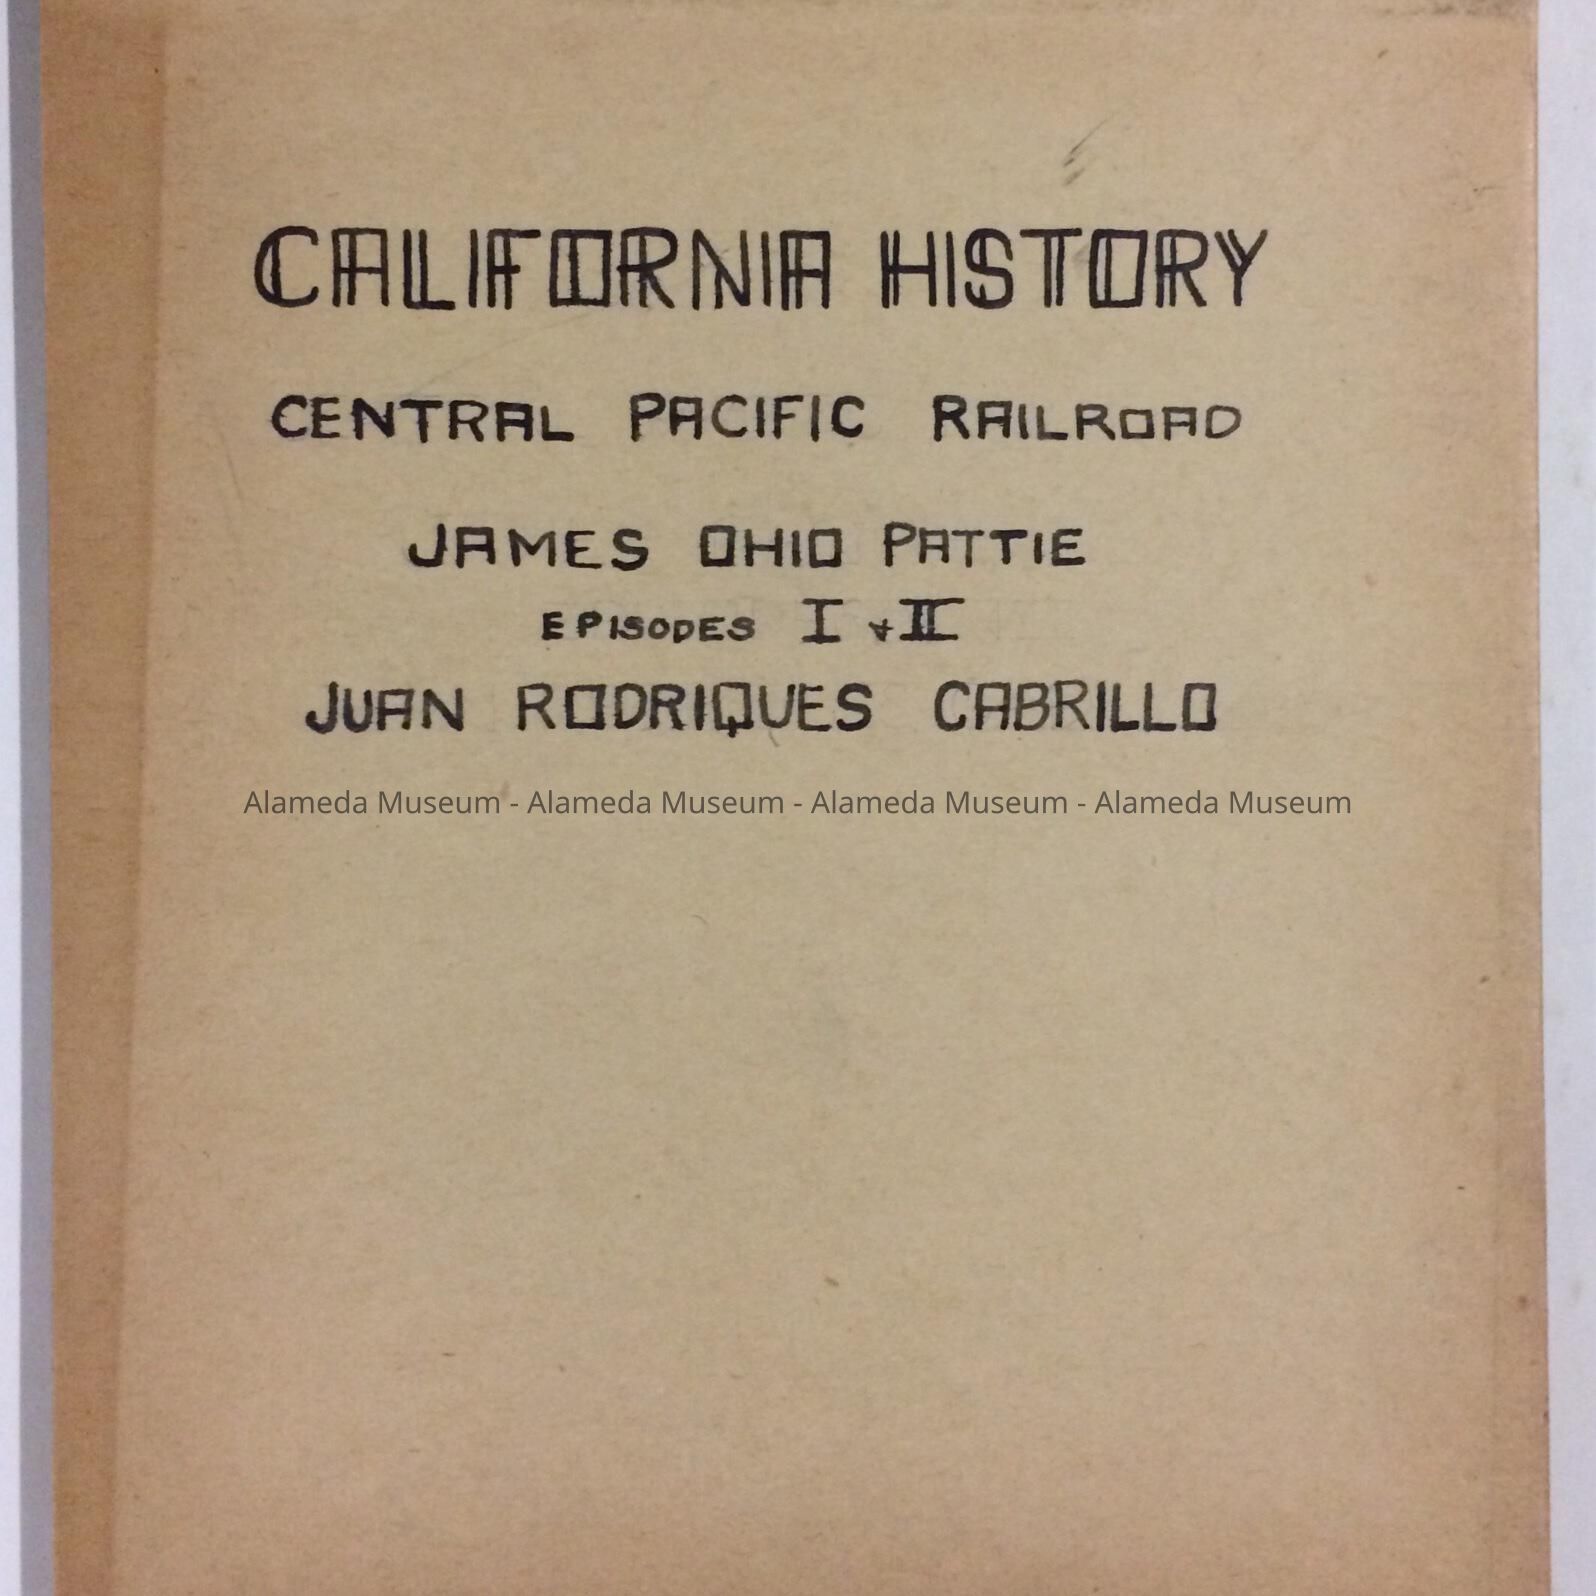 CALIFORNIA HISTORY
CENTRAL PACIFIC RAILROAD
JAMES OHIO PATTIE
EPISODES I & II
JUAN RODRIQUES CABRILLO
Alameda Museum - Alameda Museum - Alameda Museum - Alameda Museum